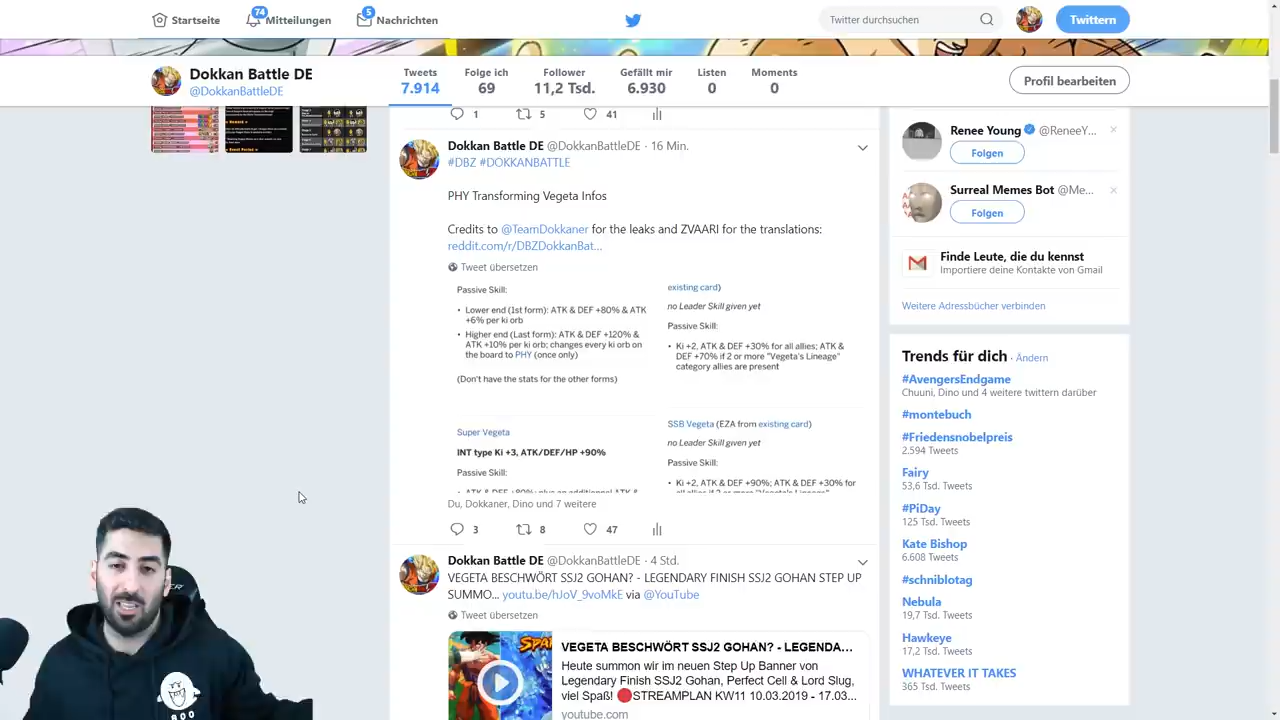 Startseite
74
Mitteilungen
5
Nachrichten
Twitter durchsuchen
Twittern
Dokkan Battle DE
@DokkanBattleDE
Tweets
7.914
Folge ich
69
Follower
11,2 Tsd.
Gefällt mir
6.930
Listen
0
Moments
0
Profil bearbeiten
1
5
41
Dokkan Battle DE @DokkanBattleDE · 16 Min.
#DBZ #DOKKANBATTLE
PHY Transforming Vegeta Infos
Credits to @TeamDokkaner for the leaks and ZVAARI for the translations:
reddit.com/r/DBZDokkanBat...
Tweet übersetzen
Passive Skill:
• Lower end (1st form): ATK & DEF +80% & ATK
+6% per ki orb
• Higher end (Last form): ATK & DEF +120% &
ATK +10% per ki orb; changes every ki orb on
the board to PHY (once only)
(Don't have the stats for the other forms)
existing card)
no Leader Skill given yet
Passive Skill:
• Ki +2, ATK & DEF +30% for all allies; ATK &
DEF +70% if 2 or more "Vegeta's Lineage"
category allies are present
Super Vegeta
INT type Ki +3, ATK/DEF/HP +90%
Passive Skill:
SSB Vegeta (EZA from existing card)
no Leader Skill given yet
Passive Skill:
• Ki +2, ATK & DEF +90%; ATK & DEF +30% for
Du, Dokkaner, Dino und 7 weitere
3
8
47
Dokkan Battle DE @DokkanBattleDE · 4 Std.
VEGETA BESCHWÖRT SSJ2 GOHAN? - LEGENDARY FINISH SSJ2 GOHAN STEP UP
SUMMO... youtu.be/hJoV_9voMkE via @YouTube
Tweet übersetzen
VEGETA BESCHWÖRT SSJ2 GOHAN? - LEGENDA...
Heute summon wir im neuen Step Up Banner von
Legendary Finish SSJ2 Gohan, Perfect Cell & Lord Slug,
viel Spaß! 🔴STREAMPLAN KW11 10.03.2019 - 17.03...
youtube.com
Renee Young @ReneeY...
Folgen
Surreal Memes Bot @Me...
Folgen
Finde Leute, die du kennst
Importiere deine Kontakte von Gmail
Weitere Adressbücher verbinden
Trends für dich · Ändern
#AvengersEndgame
Chuuni, Dino und 4 weitere twittern darüber
#montebuch
#Friedensnobelpreis
2.594 Tweets
Fairy
53,6 Tsd. Tweets
#PiDay
125 Tsd. Tweets
Kate Bishop
6.608 Tweets
#schniblotag
Nebula
19,7 Tsd. Tweets
Hawkeye
17,2 Tsd. Tweets
WHATEVER IT TAKES
365 Tsd. Tweets